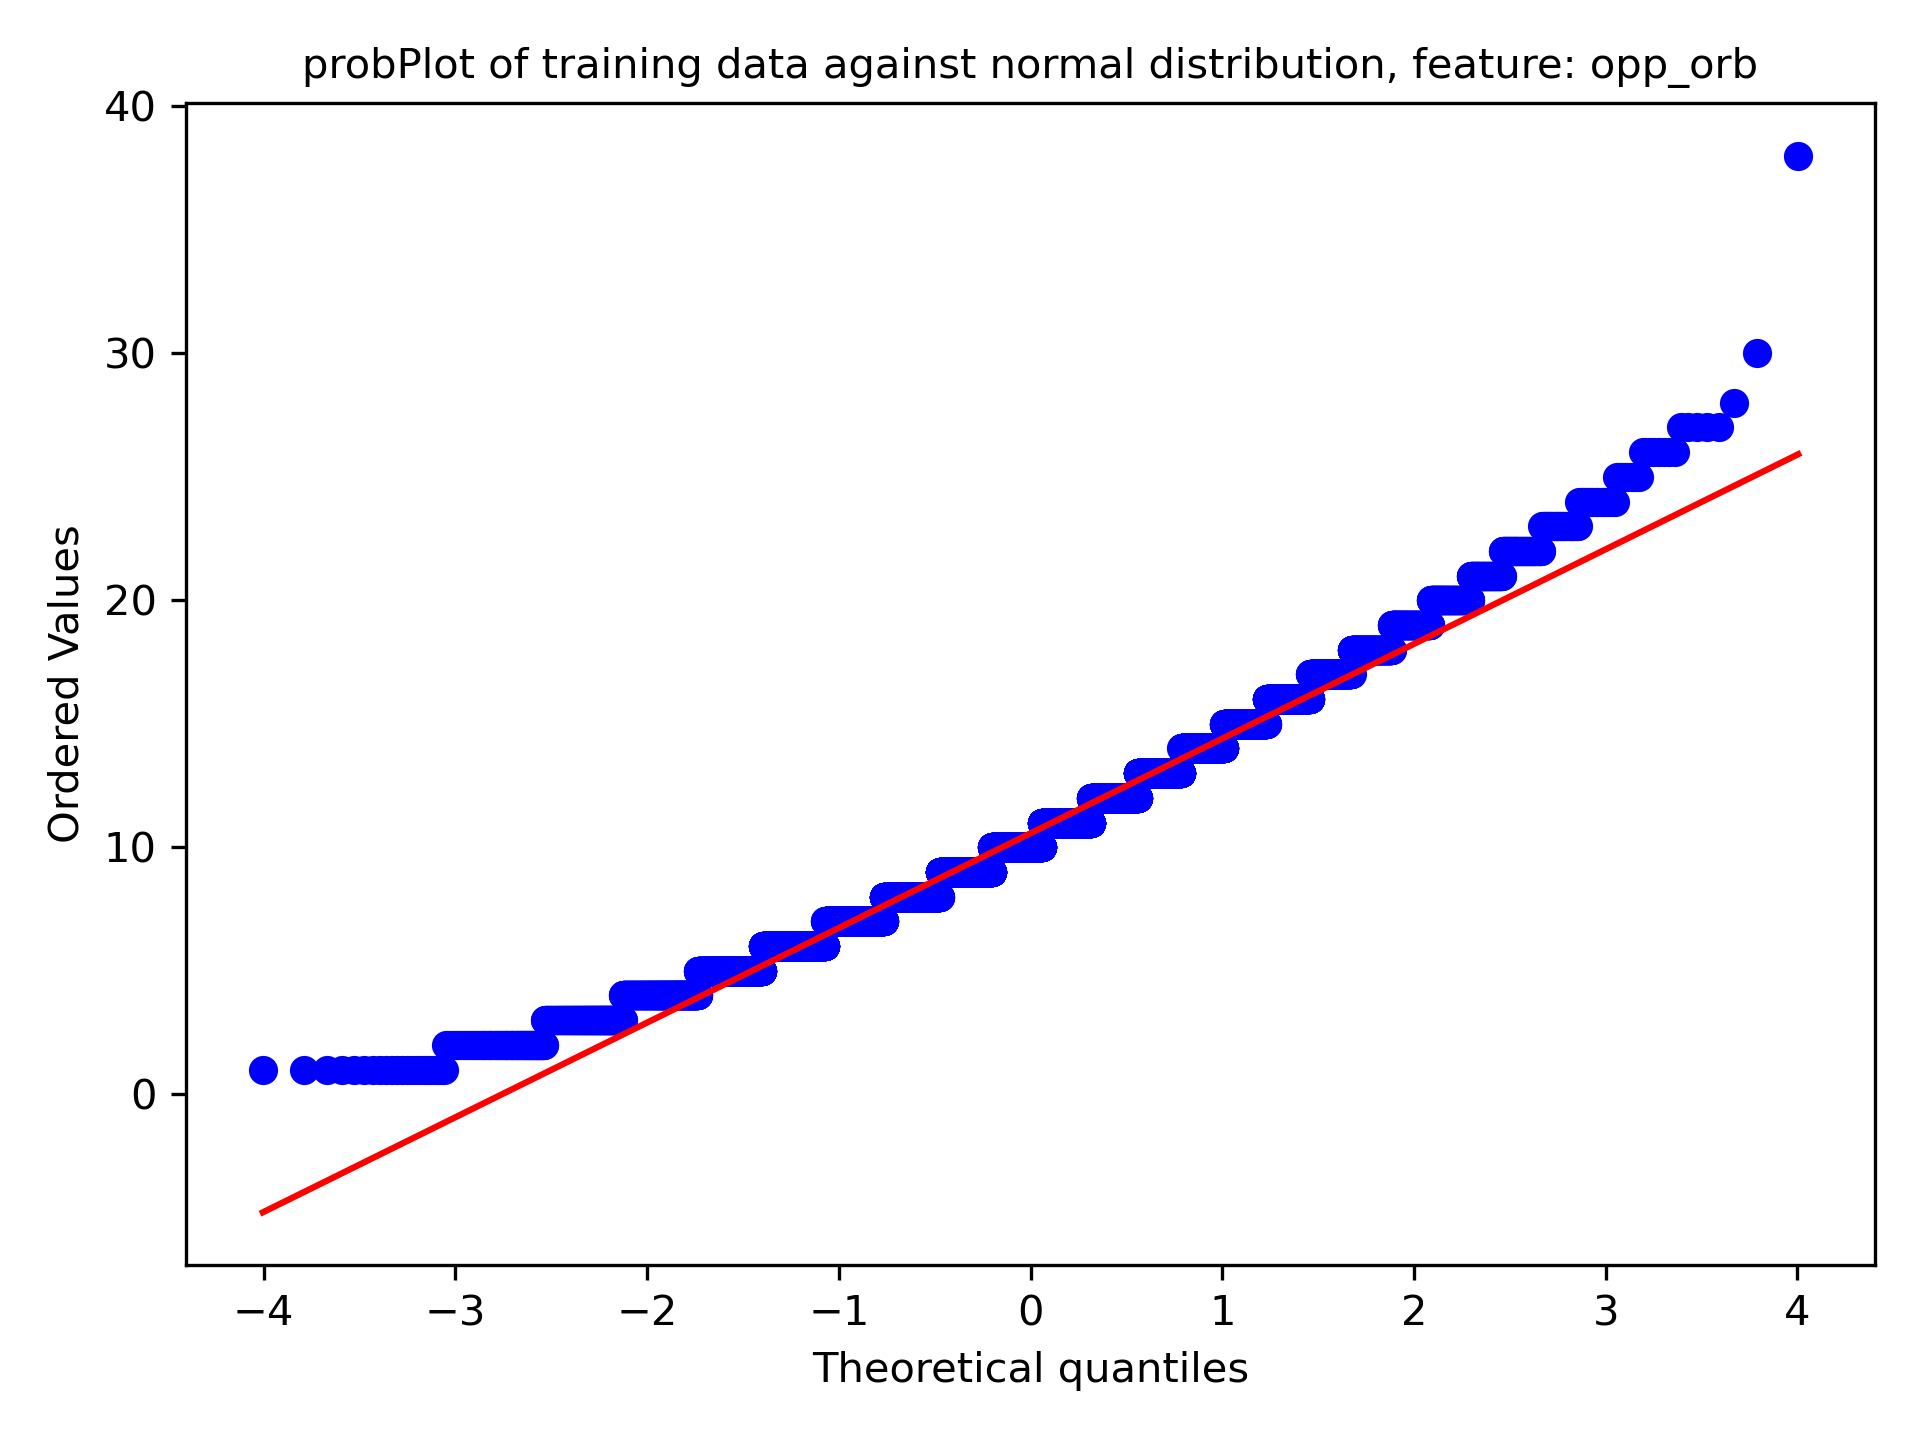 probPlot of training data against normal distribution, feature: opp_orb
40
30
20
10
0
Ordered Values
−4 −3 −2 −1 0 1 2 3 4
Theoretical quantiles